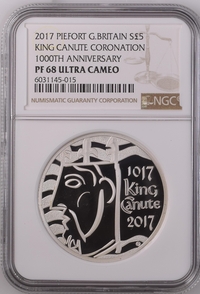 2017 PIEFORT G.BRITAIN S£5
KING CANUTE CORONATION
1000TH ANNIVERSARY
PF 68 ULTRA CAMEO
6031145-015
NUMISMATIC GUARANTY CORPORATION
NGC
1017
King
Canute
2017